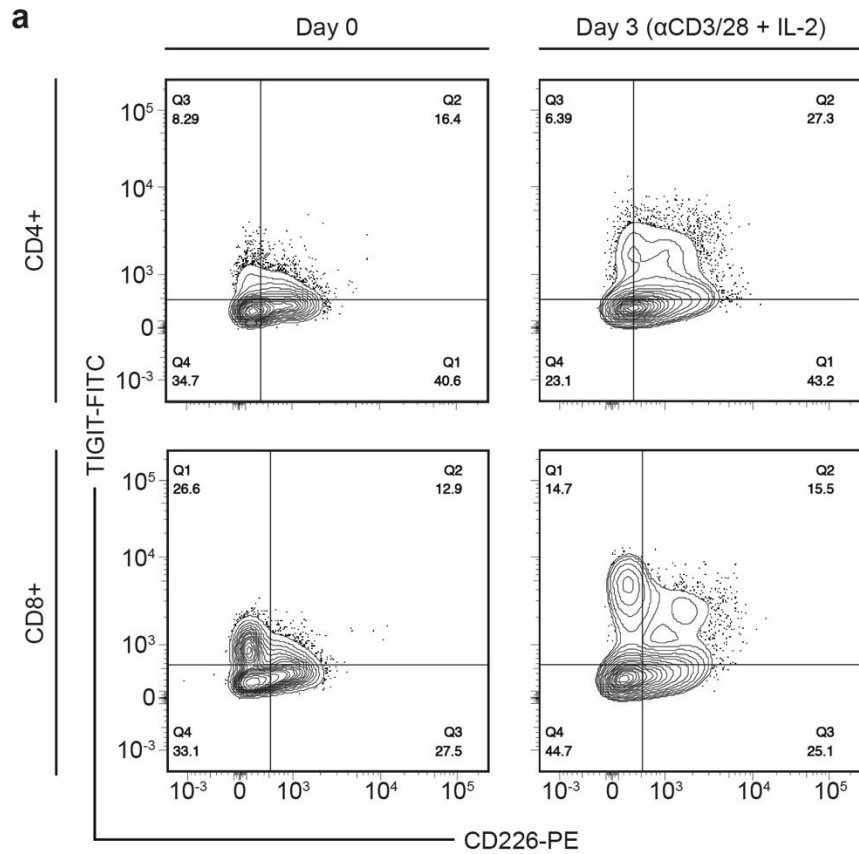 a
Day 0
Day 3 (αCD3/28 + IL-2)
CD4+
Q3
8.29
Q2
16.4
Q4
34.7
Q1
40.6
10⁵
10⁴
10³
0
10⁻³
Q3
6.39
Q2
27.3
Q4
23.1
Q1
43.2
TIGIT-FITC
CD8+
Q1
26.6
Q2
12.9
Q4
33.1
Q3
27.5
10⁵
10⁴
10³
0
10⁻³
Q1
14.7
Q2
15.5
Q4
44.7
Q3
25.1
10⁻³ 0 10³ 10⁴ 10⁵
10⁻³ 0 10³ 10⁴ 10⁵
CD226-PE